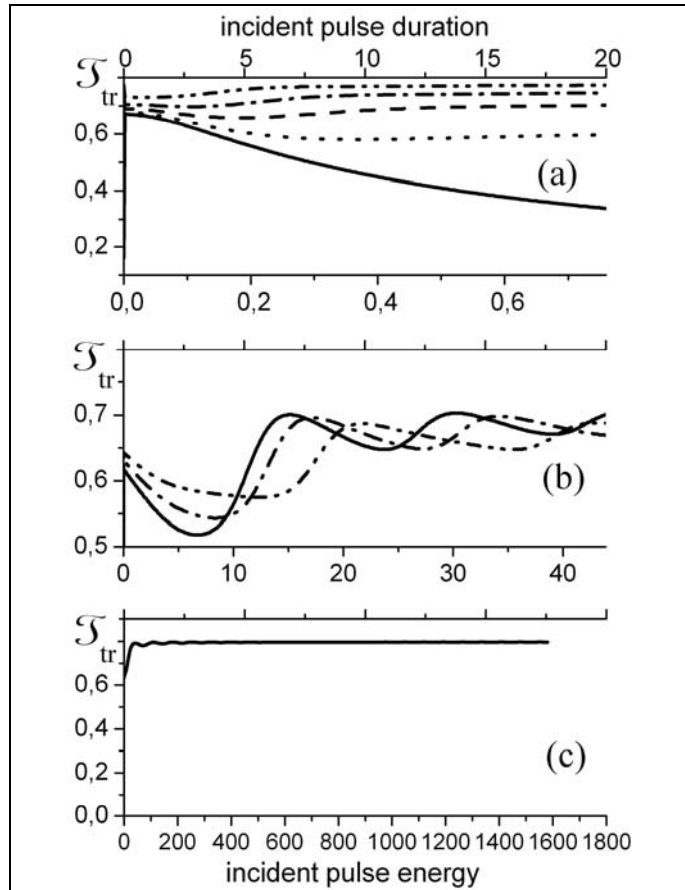 incident pulse duration
0 5 10 15 20
𝒯tr
0,6
0,4
0,2
(a)
0,0 0,2 0,4 0,6
𝒯tr
0,7
0,6
0,5
(b)
0 10 20 30 40
𝒯tr
0,6
0,4
0,2
0,0
(c)
0 200 400 600 800 1000 1200 1400 1600 1800
incident pulse energy